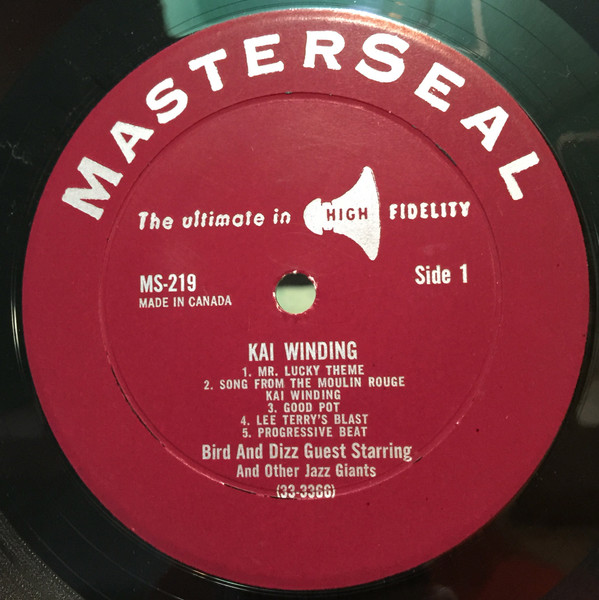 MASTERSEAL
The ultimate in HIGH FIDELITY
MS-219
MADE IN CANADA
Side 1
KAI WINDING
1. MR. LUCKY THEME
2. SONG FROM THE MOULIN ROUGE
KAI WINDING
3. GOOD POT
4. LEE TERRY'S BLAST
5. PROGRESSIVE BEAT
Bird And Dizz Guest Starring
And Other Jazz Giants
(33-3366)